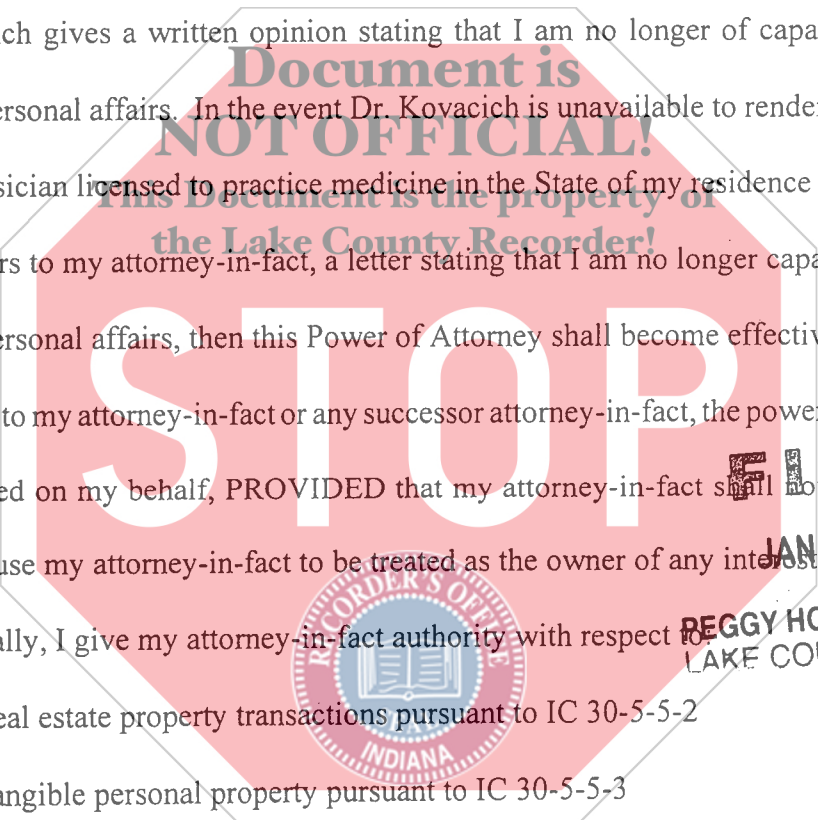 ch gives a written opinion stating that I am no longer of capa
Document is
ersonal affairs. In the event Dr. Kovacich is unavailable to rende
NOT OFFICIAL!
sician licensed to practice medicine in the State of my residence
This Document is the property of
the Lake County Recorder!
rs to my attorney-in-fact, a letter stating that I am no longer capa
ersonal affairs, then this Power of Attorney shall become effectiv
STOP
to my attorney-in-fact or any successor attorney-in-fact, the power
FI
ed on my behalf, PROVIDED that my attorney-in-fact shall no
use my attorney-in-fact to be treated as the owner of any interest
JAN
RECORDER'S OFFICE
ally, I give my attorney-in-fact authority with respect to:
PEGGY HO
LAKE COU
eal estate property transactions pursuant to IC 30-5-5-2
SEAL
INDIANA
angible personal property pursuant to IC 30-5-5-3